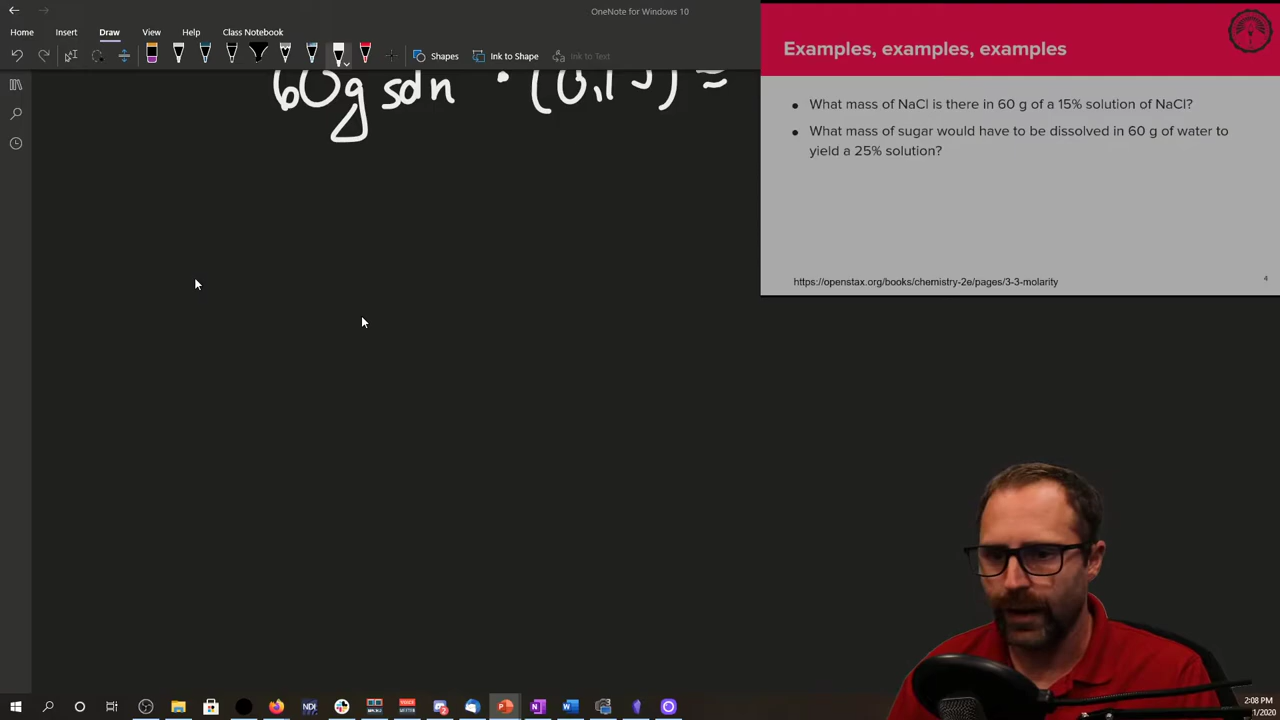 OneNote for Windows 10
Home Insert Draw View Help Class Notebook
Shapes Ink to Shape Ink to Text
60g soln · (0.15) =
Examples, examples, examples
• What mass of NaCl is there in 60 g of a 15% solution of NaCl?
• What mass of sugar would have to be dissolved in 60 g of water to
yield a 25% solution?
https://openstax.org/books/chemistry-2e/pages/3-3-molarity
4
2:08 PM
1/2020